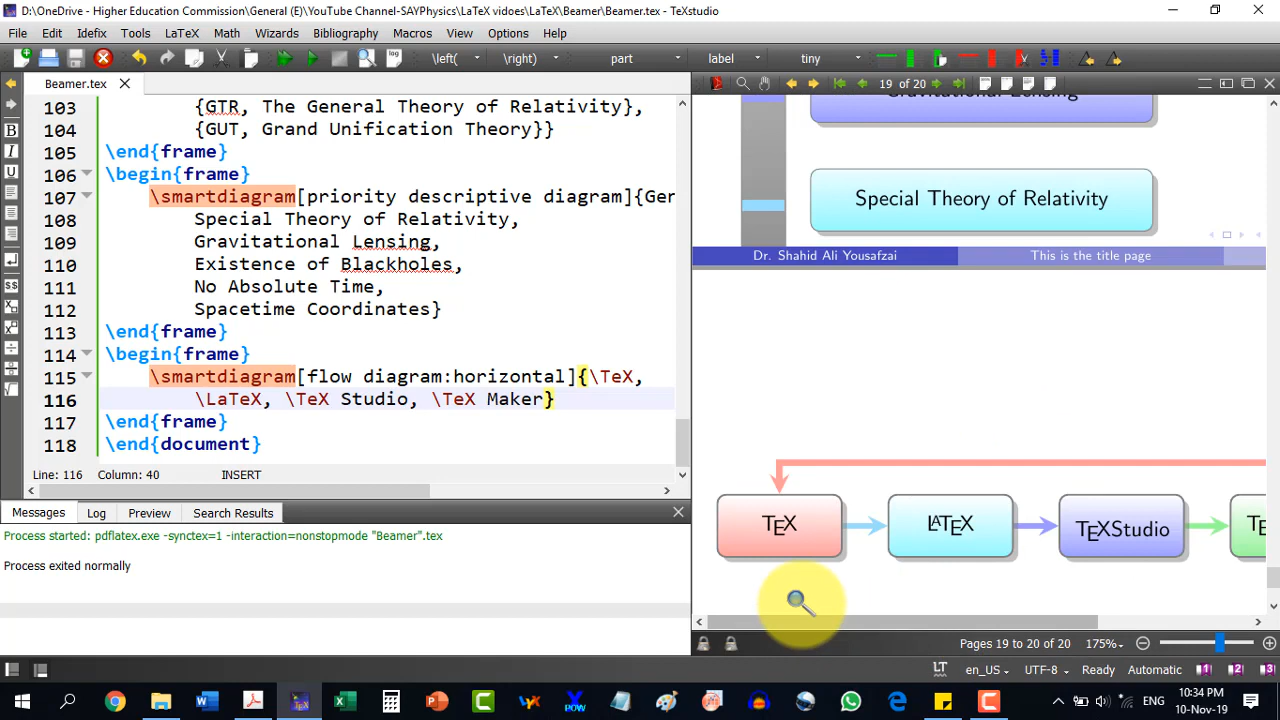 D:\OneDrive - Higher Education Commission\General (E)\YouTube Channel-SAYPhysics\LaTeX vidoes\LaTeX\Beamer\Beamer.tex - TeXstudio
File Edit Idefix Tools LaTeX Math Wizards Bibliography Macros View Options Help
\left( \right) part label tiny
Beamer.tex
19 of 20
103 {GTR, The General Theory of Relativity},
104 {GUT, Grand Unification Theory}}
105 \end{frame}
106 \begin{frame}
107 \smartdiagram[priority descriptive diagram]{Ger
108 Special Theory of Relativity,
109 Gravitational Lensing,
110 Existence of Blackholes,
111 No Absolute Time,
112 Spacetime Coordinates}
113 \end{frame}
114 \begin{frame}
115 \smartdiagram[flow diagram:horizontal]{\TeX,
116 \LaTeX, \TeX Studio, \TeX Maker}
117 \end{frame}
118 \end{document}
Line: 116 Column: 40 INSERT
Messages Log Preview Search Results
Process started: pdflatex.exe -synctex=1 -interaction=nonstopmode "Beamer".tex
Process exited normally
Gravitational Lensing
Special Theory of Relativity
Dr. Shahid Ali Yousafzai This is the title page
TEX LATEX TEXStudio TE
Pages 19 to 20 of 20 175%
LT en_US UTF-8 Ready Automatic 1 2 3
ENG 10:34 PM
10-Nov-19